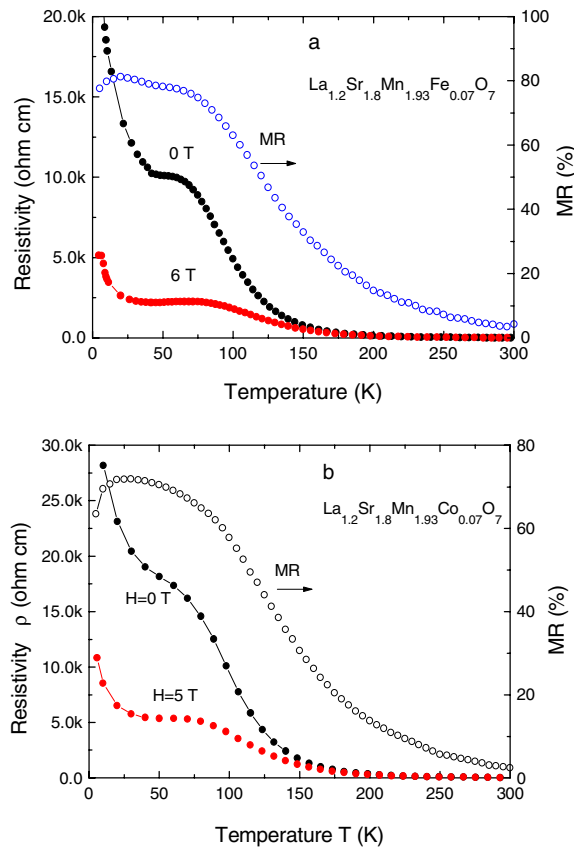 a
La1.2Sr1.8Mn1.93Fe0.07O7
MR
0 T
6 T
20.0k
15.0k
10.0k
5.0k
0.0
100
80
60
40
20
0
0 50 100 150 200 250 300
Resistivity (ohm cm)
MR (%)
Temperature (K)
b
La1.2Sr1.8Mn1.93Co0.07O7
MR
H=0 T
H=5 T
30.0k
25.0k
20.0k
15.0k
10.0k
5.0k
0.0
80
60
40
20
0
0 50 100 150 200 250 300
Resistivity ρ (ohm cm)
MR (%)
Temperature T (K)